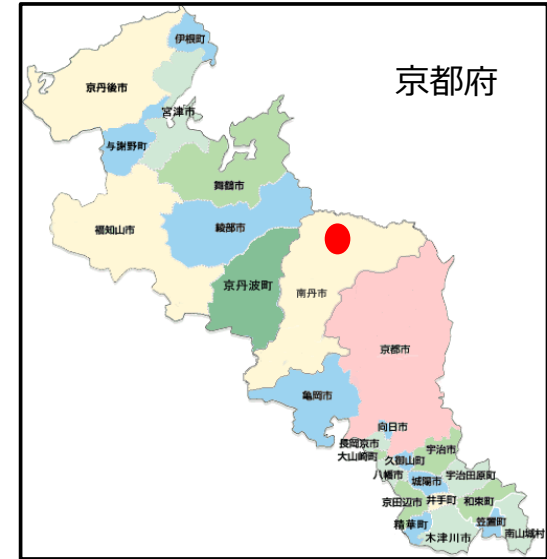 京都府
伊根町
京丹後市
宮津市
与謝野町
舞鶴市
福知山市
綾部市
京丹波町
南丹市
京都市
亀岡市
向日市
長岡京市
大山崎町
宇治市
久御山町
八幡市
宇治田原町
城陽市
京田辺市
井手町
和束町
精華町
笠置町
南山城村
木津川市